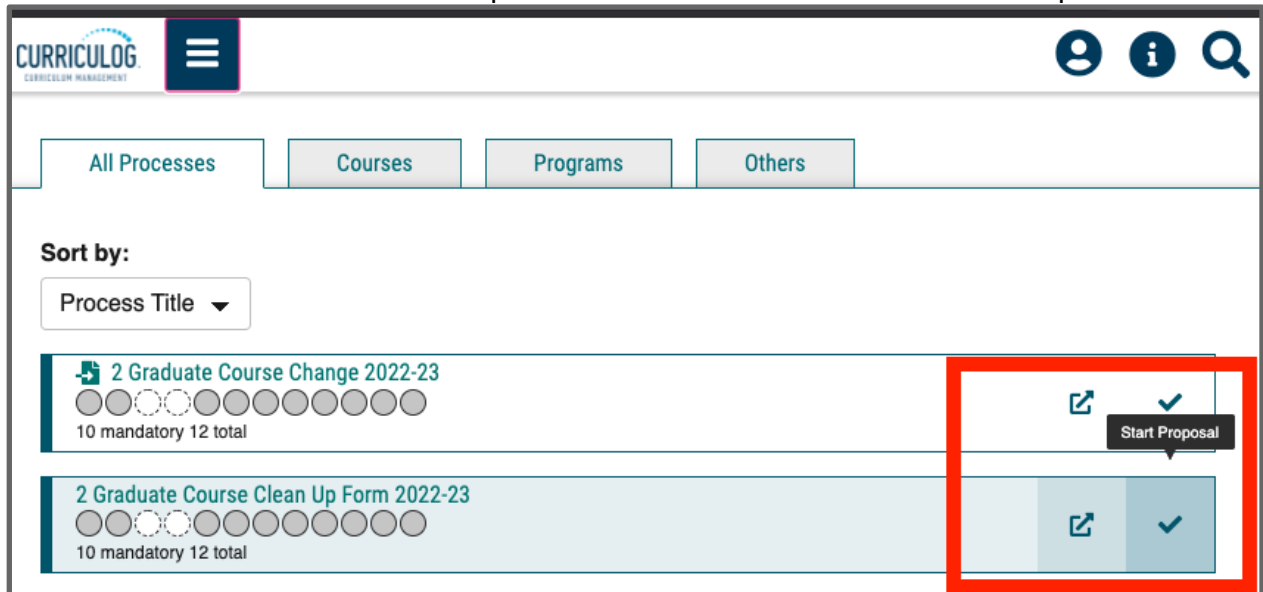 CURRICULOG
CURRICULUM MANAGEMENT
All Processes
Courses
Programs
Others
Sort by:
Process Title
2 Graduate Course Change 2022-23
10 mandatory 12 total
Start Proposal
2 Graduate Course Clean Up Form 2022-23
10 mandatory 12 total